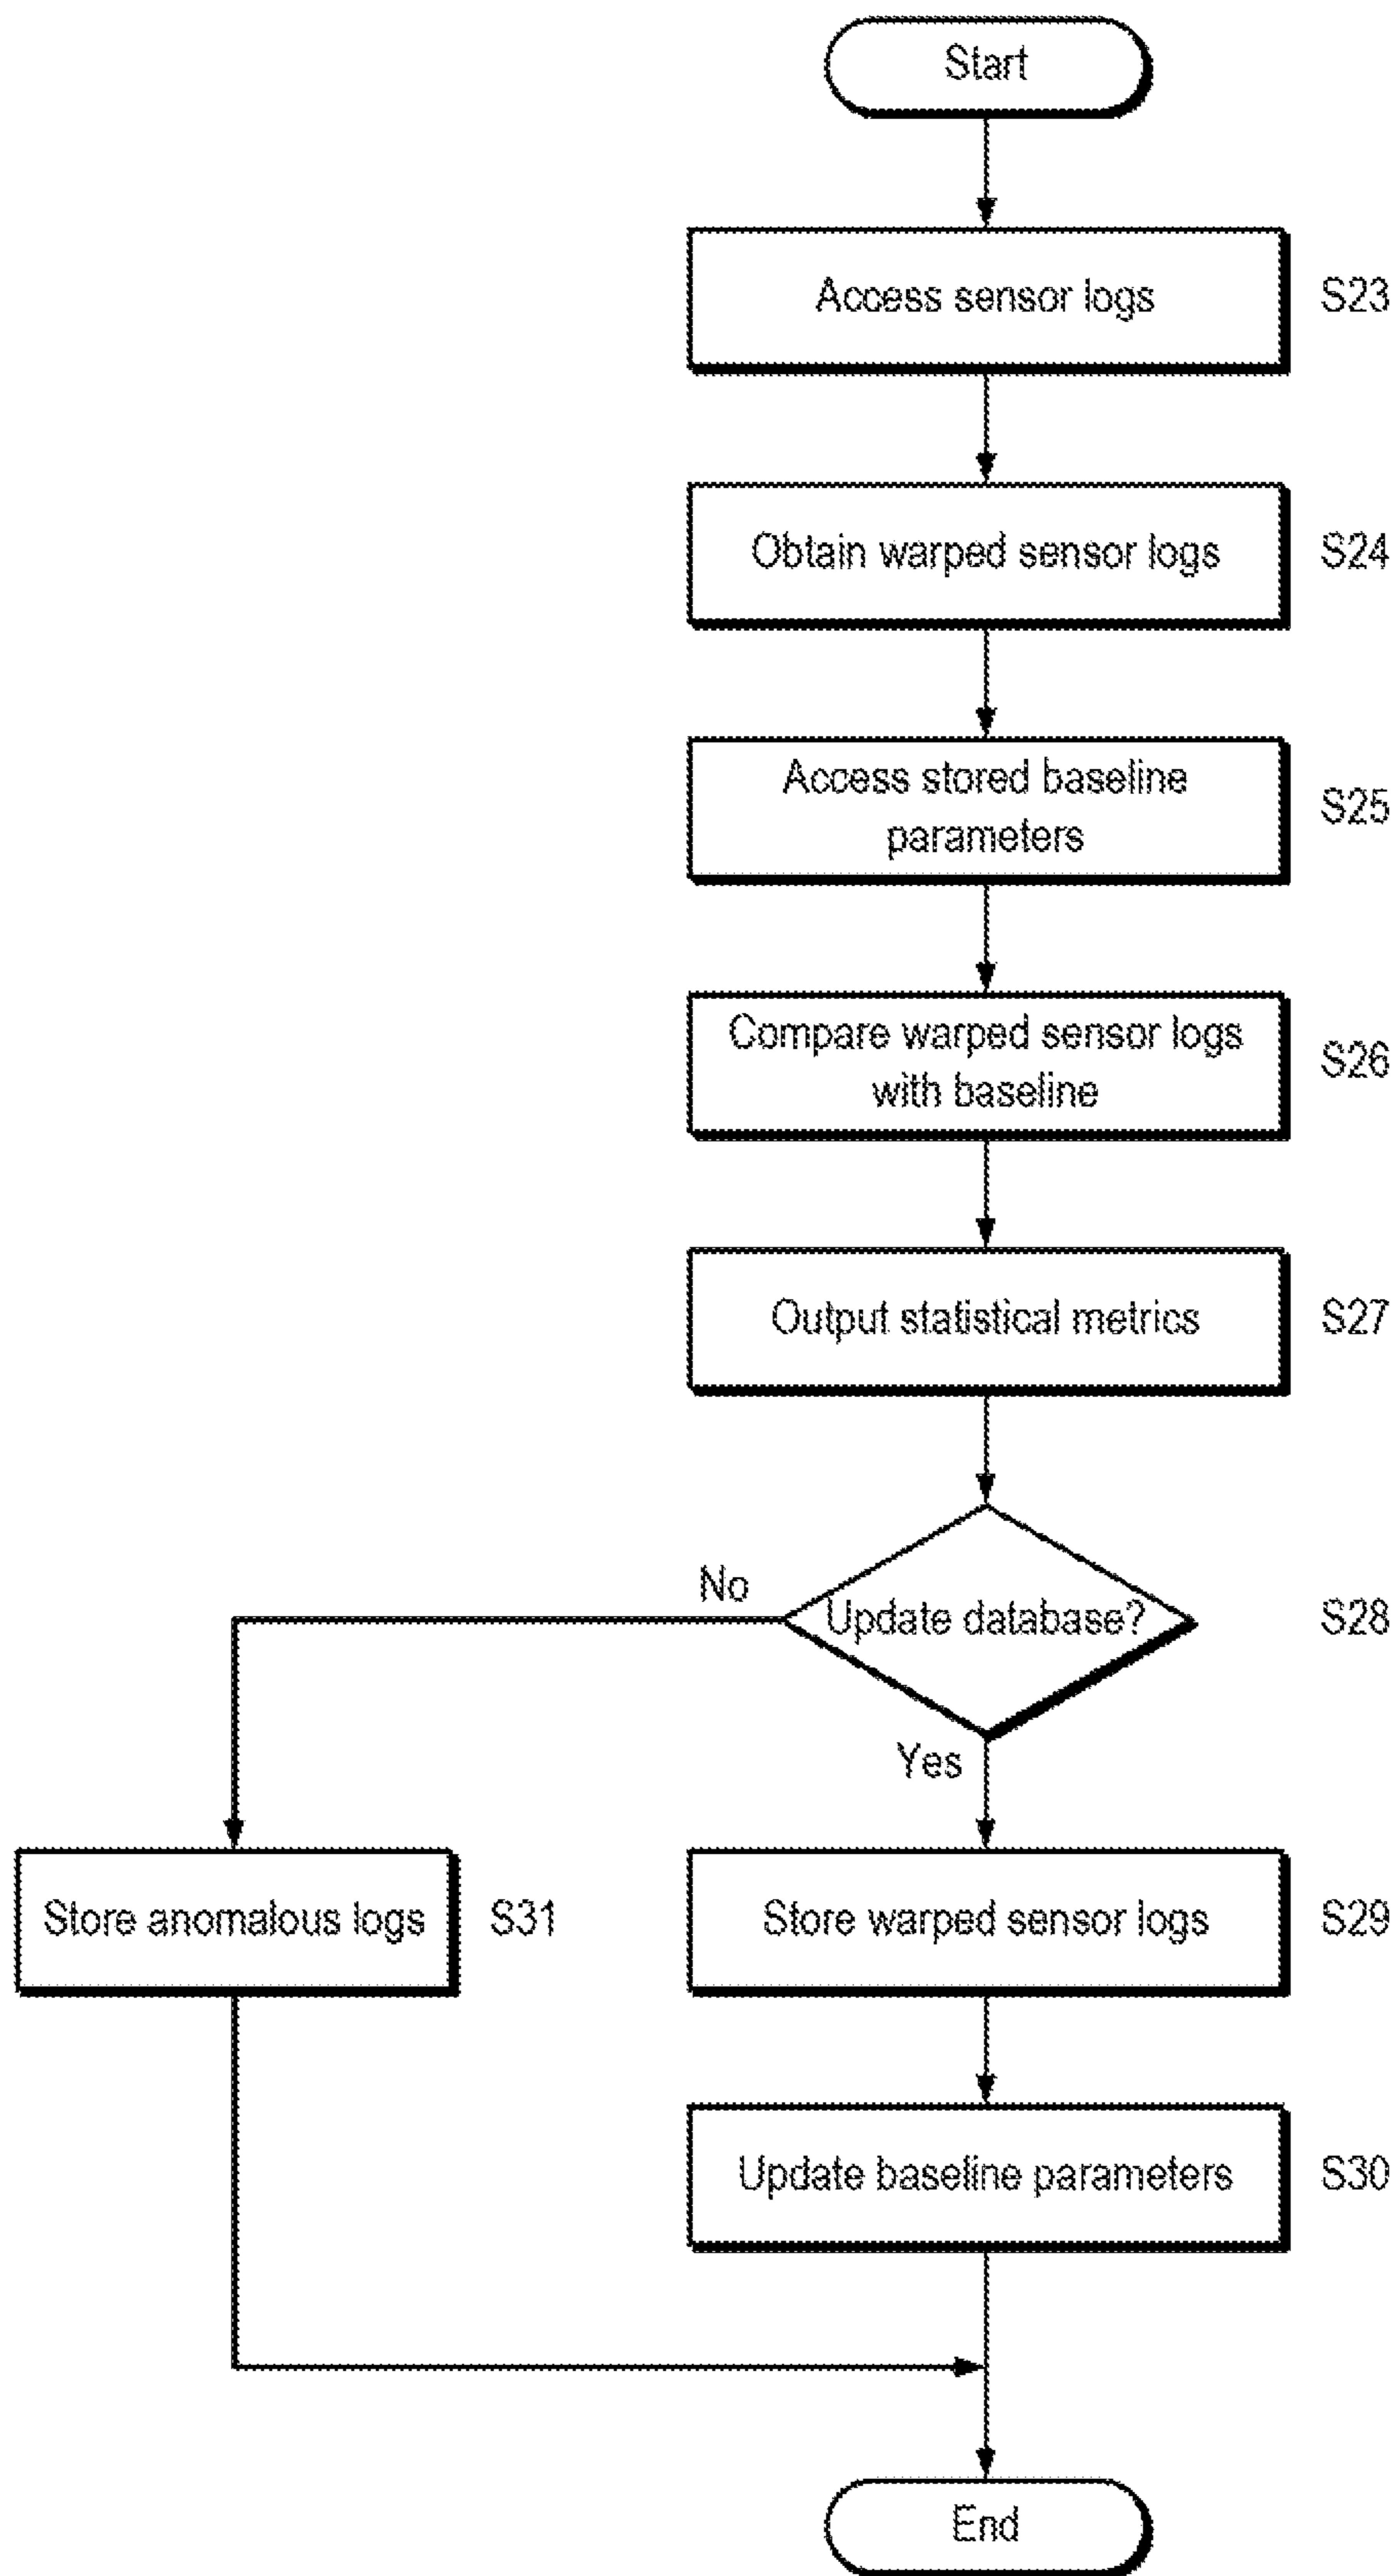 Start
Access sensor logs
S23
Obtain warped sensor logs
S24
Access stored baseline
parameters
S25
Compare warped sensor logs
with baseline
S26
Output statistical metrics
S27
No
Update database?
S28
Yes
Store anomalous logs
S31
Store warped sensor logs
S29
Update baseline parameters
S30
End